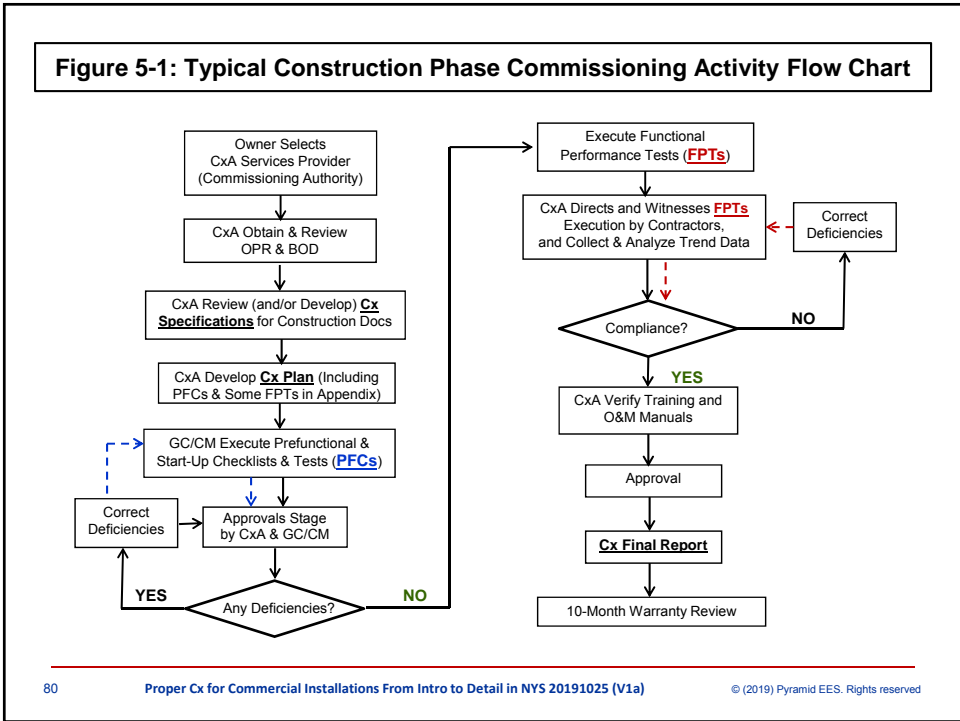 Figure 5-1: Typical Construction Phase Commissioning Activity Flow Chart
Owner Selects
CxA Services Provider
(Commissioning Authority)
CxA Obtain & Review
OPR & BOD
CxA Review (and/or Develop) Cx
Specifications for Construction Docs
CxA Develop Cx Plan (Including
PFCs & Some FPTs in Appendix)
GC/CM Execute Prefunctional &
Start-Up Checklists & Tests (PFCs)
Correct
Deficiencies
Approvals Stage
by CxA & GC/CM
YES
Any Deficiencies?
NO
Execute Functional
Performance Tests (FPTs)
CxA Directs and Witnesses FPTs
Execution by Contractors,
and Collect & Analyze Trend Data
Correct
Deficiencies
Compliance?
NO
YES
CxA Verify Training and
O&M Manuals
Approval
Cx Final Report
10-Month Warranty Review
80
Proper Cx for Commercial Installations From Intro to Detail in NYS 20191025 (V1a)
© (2019) Pyramid EES. Rights reserved